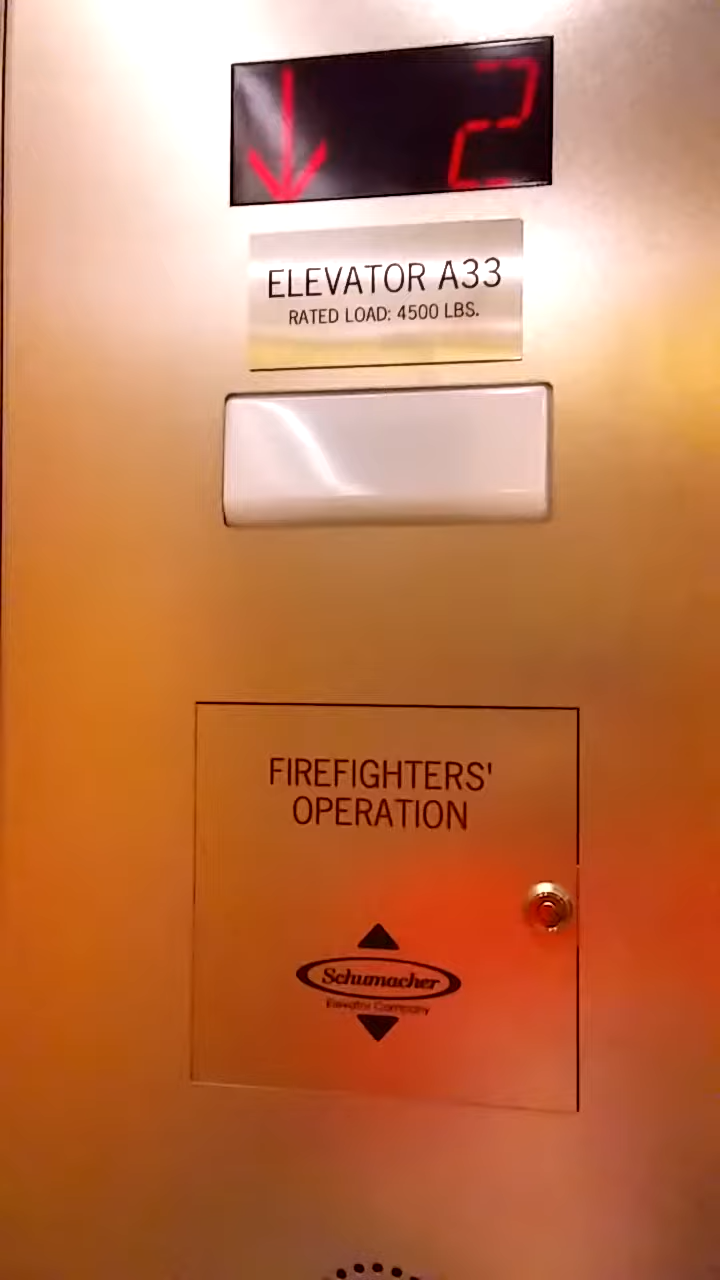 2
ELEVATOR A33
RATED LOAD: 4500 LBS.
FIREFIGHTERS'
OPERATION
Schumacher
Elevator Company